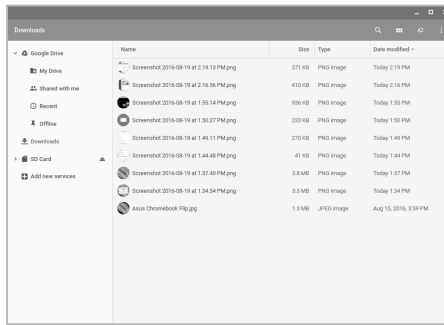 Downloads
AZ
Google Drive
My Drive
Shared with me
Recent
Offline
Downloads
SD Card
Add new services
Name Size Type Date modified
Screenshot 2016-08-19 at 2.19.13 PM.png 371 KB PNG image Today 2:19 PM
Screenshot 2016-08-19 at 2.16.56 PM.png 410 KB PNG image Today 2:16 PM
Screenshot 2016-08-19 at 1.55.14 PM.png 936 KB PNG image Today 1:55 PM
Screenshot 2016-08-19 at 1.50.27 PM.png 233 KB PNG image Today 1:50 PM
Screenshot 2016-08-19 at 1.49.11 PM.png 270 KB PNG image Today 1:49 PM
Screenshot 2016-08-19 at 1.44.48 PM.png 41 KB PNG image Today 1:44 PM
Screenshot 2016-08-19 at 1.37.40 PM.png 3.8 MB PNG image Today 1:37 PM
Screenshot 2016-08-19 at 1.34.54 PM.png 3.3 MB PNG image Today 1:34 PM
Asus Chromebook Flip.jpg 1.3 MB JPEG image Aug 15, 2016, 3:59 PM